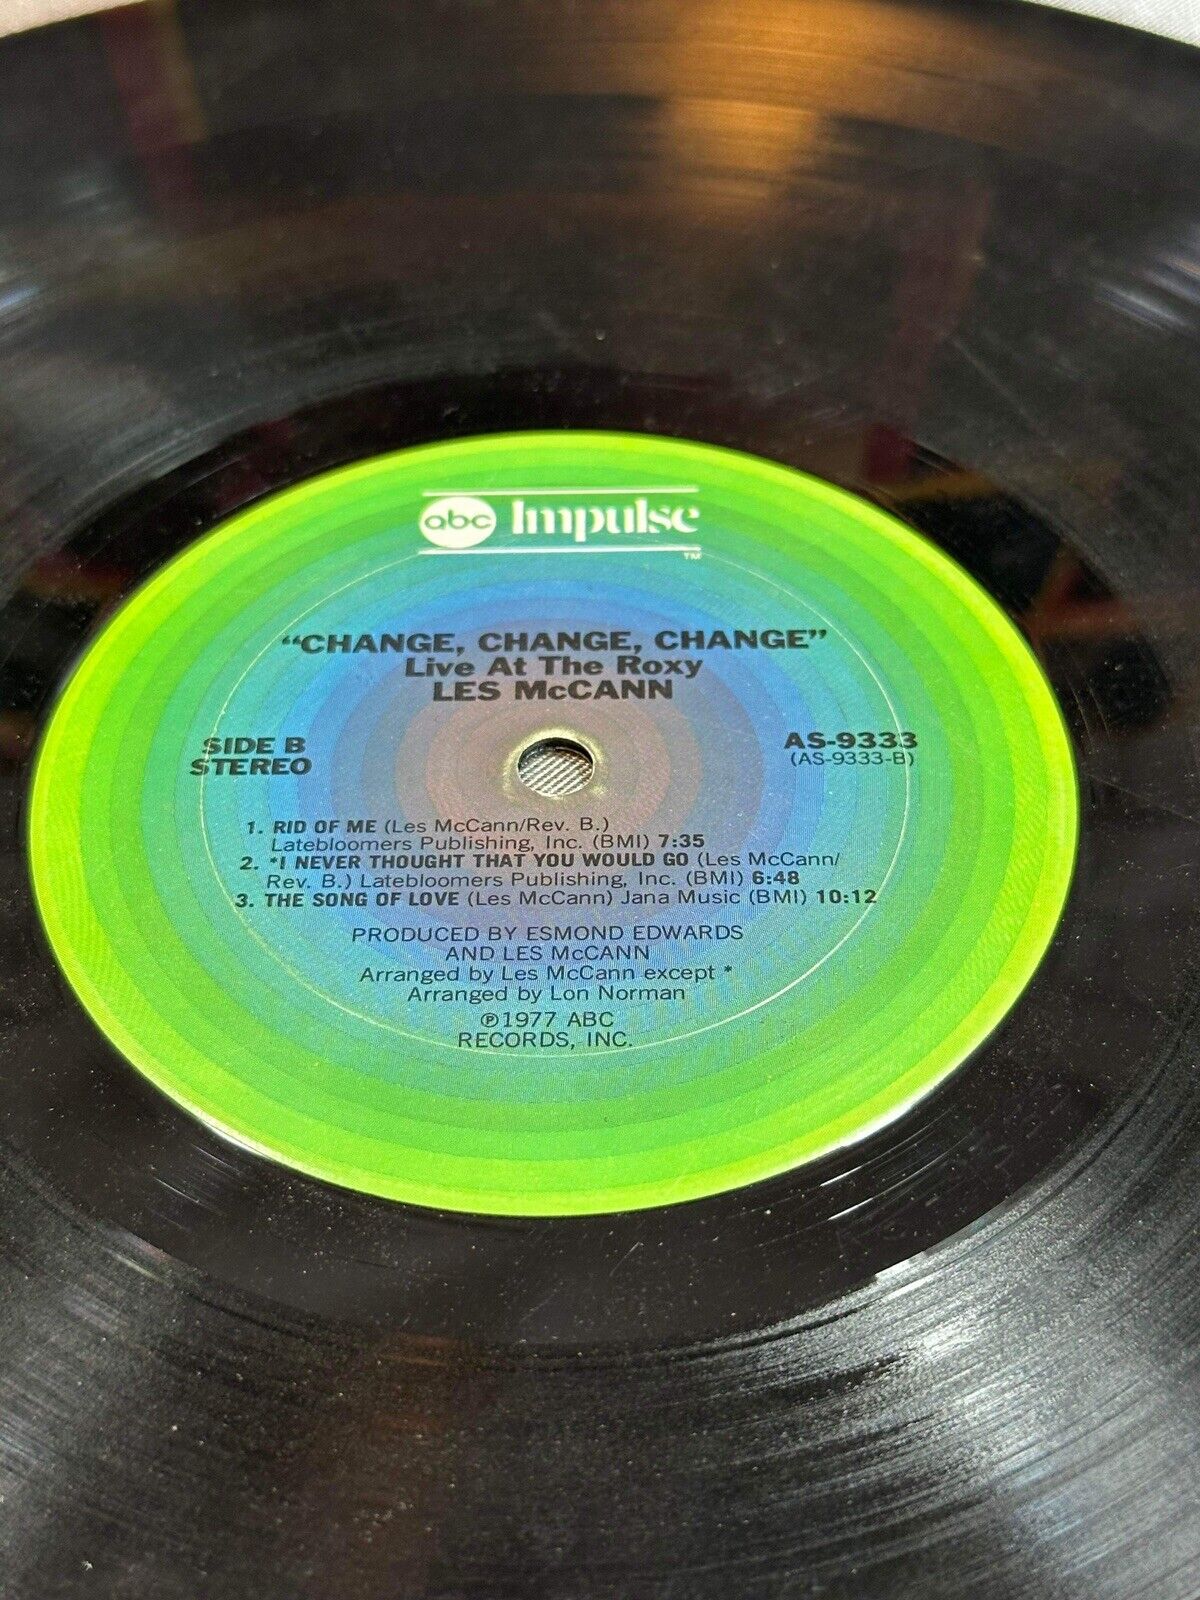 abc Impulse
TM
"CHANGE, CHANGE, CHANGE"
Live At The Roxy
LES McCANN
SIDE B
STEREO
AS-9333
(AS-9333-B)
1. RID OF ME (Les McCann/Rev. B.)
Latebloomers Publishing, Inc. (BMI) 7:35
2. *I NEVER THOUGHT THAT YOU WOULD GO (Les McCann/
Rev. B.) Latebloomers Publishing, Inc. (BMI) 6:48
3. THE SONG OF LOVE (Les McCann) Jana Music (BMI) 10:12
PRODUCED BY ESMOND EDWARDS
AND LES McCANN
Arranged by Les McCann except *
Arranged by Lon Norman
℗1977 ABC
RECORDS, INC.